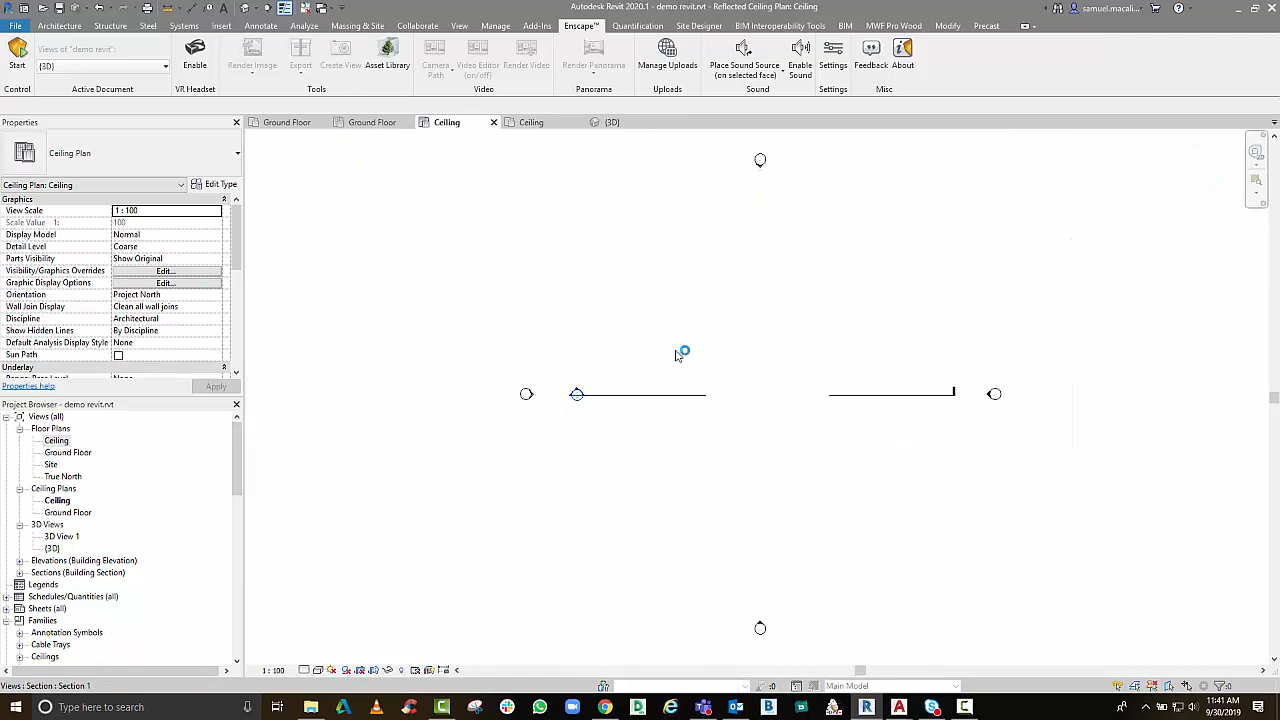 Autodesk Revit 2020.1 - demo revit.rvt - Reflected Ceiling Plan: Ceiling
samuel.macali...
File Architecture Structure Steel Systems Insert Annotate Analyze Massing & Site Collaborate View Manage Add-Ins Enscape™ Quantification Site Designer BIM Interoperability Tools BIM MWF Pro Wood Modify Precast
Views of "demo revit":
{3D}
Start Enable Render Image Export Create View Asset Library Camera Path Video Editor (on/off) Render Video Render Panorama Manage Uploads Place Sound Source (on selected face) Enable Sound Settings Feedback About
Control Active Document VR Headset Tools Video Panorama Uploads Sound Settings Misc
Properties
Ground Floor Ground Floor Ceiling Ceiling {3D}
Ceiling Plan
Ceiling Plan: Ceiling Edit Type
Graphics
View Scale 1 : 100
Scale Value 1: 100
Display Model Normal
Detail Level Coarse
Parts Visibility Show Original
Visibility/Graphics Overrides Edit...
Graphic Display Options Edit...
Orientation Project North
Wall Join Display Clean all wall joins
Discipline Architectural
Show Hidden Lines By Discipline
Default Analysis Display Style None
Sun Path
Underlay
Properties help Apply
Project Browser - demo revit.rvt
Views (all)
Floor Plans
Ceiling
Ground Floor
Site
True North
Ceiling Plans
Ceiling
Ground Floor
3D Views
3D View 1
{3D}
Elevations (Building Elevation)
Sections (Building Section)
Legends
Schedules/Quantities (all)
Sheets (all)
Families
Annotation Symbols
Cable Trays
Ceilings
1 : 100
Views : Section : Section 1
:0 Main Model :0
Type here to search
11:41 AM
9/30/2019